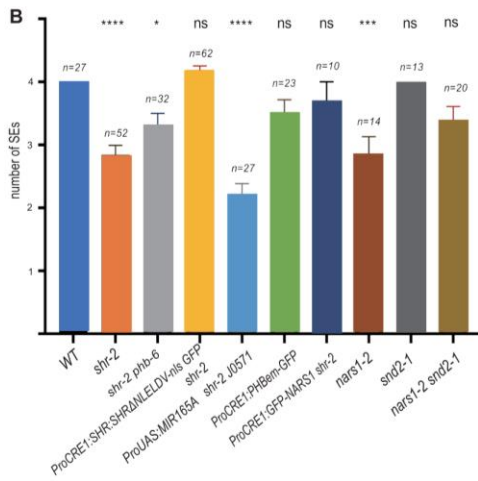 B
**** * ns **** ns ns *** ns ns
n=27 n=52 n=32 n=62 n=27 n=23 n=10 n=14 n=13 n=20
number of SEs
4
3
2
1
WT
shr-2
shr-2 phb-6
ProCRE1:SHR:SHRΔNLELDV-nls GFP
shr-2
ProUAS:MIR165A shr-2 J0571
ProCRE1:PHBem-GFP
ProCRE1:GFP-NARS1 shr-2
nars1-2
snd2-1
nars1-2 snd2-1